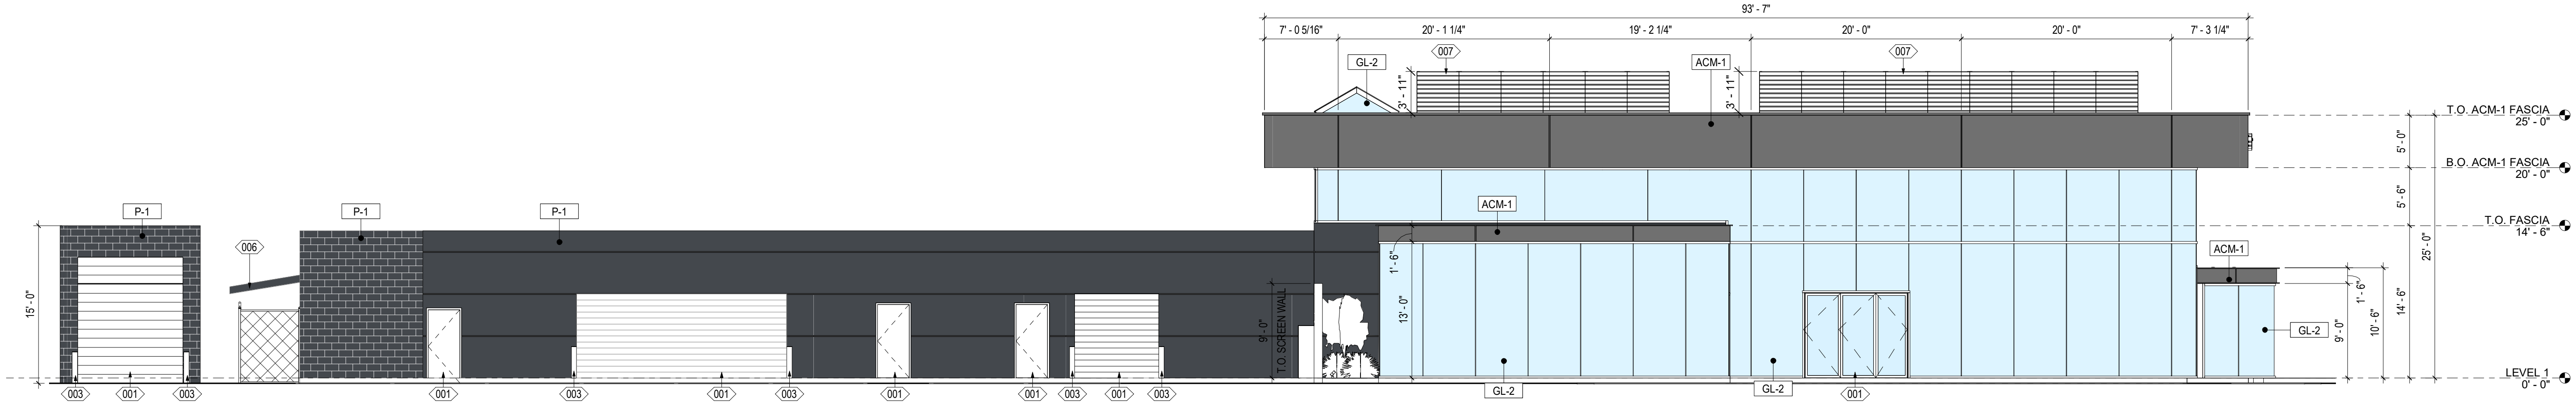 93' - 7"
7' - 0 5/16"
20' - 1 1/4"
19' - 2 1/4"
20' - 0"
20' - 0"
7' - 3 1/4"
007
007
GL-2
ACM-1
3' - 11"
3' - 11"
T.O. ACM-1 FASCIA
25' - 0"
5' - 0"
B.O. ACM-1 FASCIA
20' - 0"
5' - 6"
P-1
P-1
P-1
ACM-1
T.O. FASCIA
14' - 6"
006
ACM-1
25' - 0"
1' - 6"
15' - 0"
9' - 0"
T.O. SCREEN WALL
13' - 0"
1' - 6"
14' - 6"
10' - 6"
9' - 0"
GL-2
LEVEL 1
0' - 0"
003
001
003
001
003
001
003
001
001
003
001
003
GL-2
GL-2
001